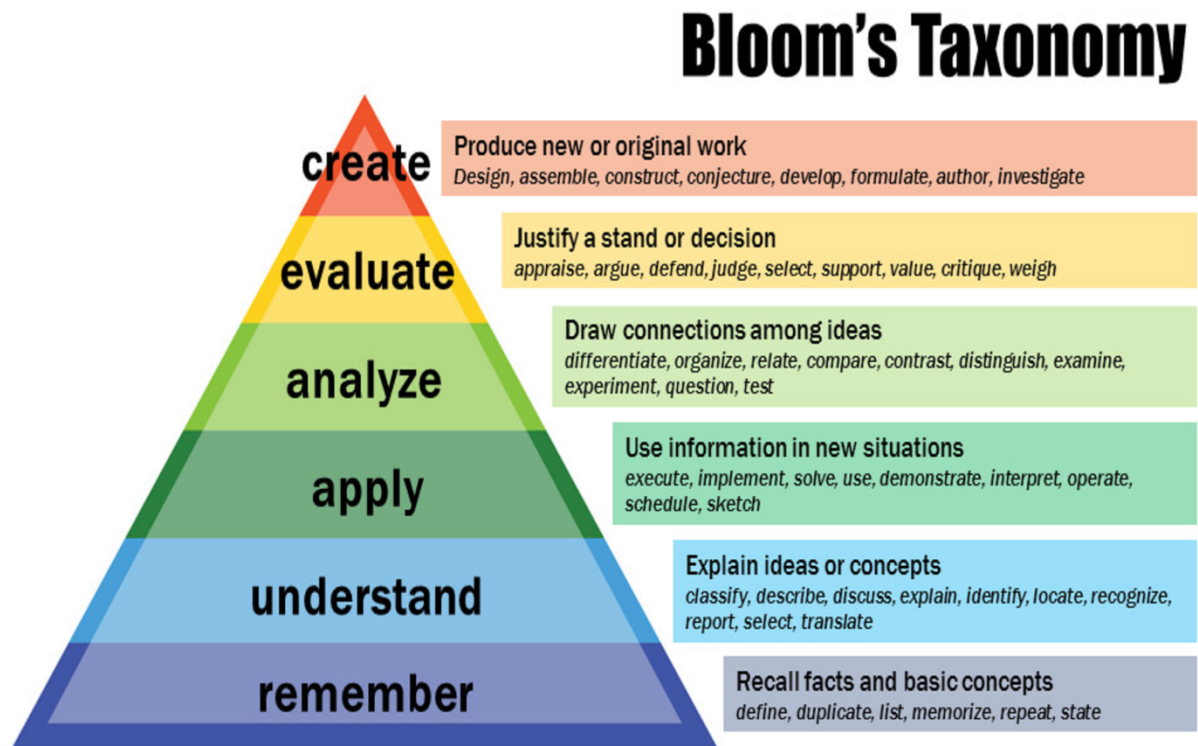 Bloom's Taxonomy
create
Produce new or original work
Design, assemble, construct, conjecture, develop, formulate, author, investigate
evaluate
Justify a stand or decision
appraise, argue, defend, judge, select, support, value, critique, weigh
analyze
Draw connections among ideas
differentiate, organize, relate, compare, contrast, distinguish, examine,
experiment, question, test
apply
Use information in new situations
execute, implement, solve, use, demonstrate, interpret, operate,
schedule, sketch
understand
Explain ideas or concepts
classify, describe, discuss, explain, identify, locate, recognize,
report, select, translate
remember
Recall facts and basic concepts
define, duplicate, list, memorize, repeat, state